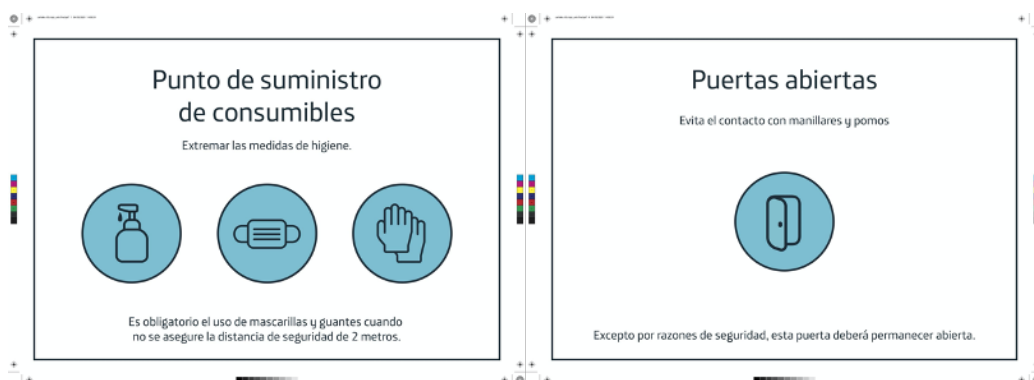 Punto de suministro
de consumibles
Extremar las medidas de higiene.
Es obligatorio el uso de mascarillas y guantes cuando
no se asegure la distancia de seguridad de 2 metros.
Puertas abiertas
Evita el contacto con manillares y pomos
Excepto por razones de seguridad, esta puerta deberá permanecer abierta.